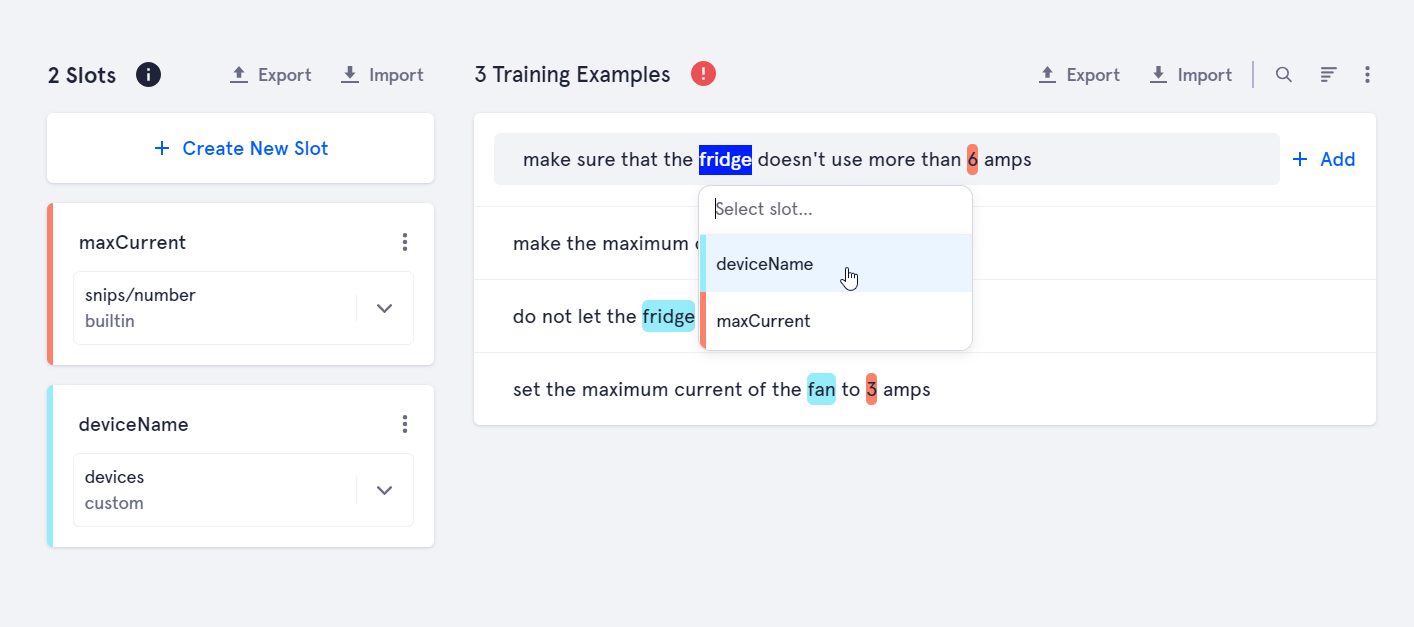 2 Slots
Export
Import
Create New Slot
maxCurrent
snips/number
builtin
deviceName
devices
custom
3 Training Examples
Export
Import
make sure that the fridge doesn't use more than 6 amps
Add
Select slot...
deviceName
maxCurrent
make the maximum
do not let the fridge
set the maximum current of the fan to 3 amps